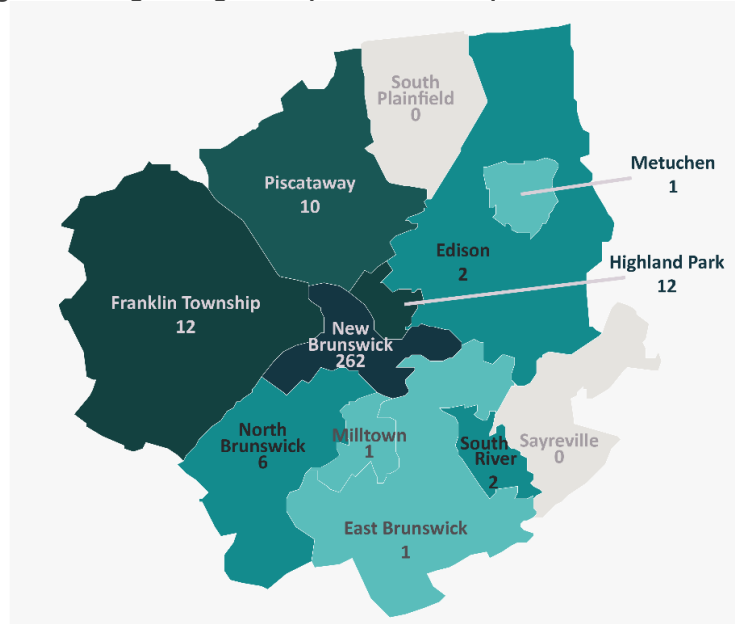 South
Plainfield
0
Metuchen
1
Piscataway
10
Edison
2
Highland Park
12
Franklin Township
12
New
Brunswick
262
North
Brunswick
6
Milltown
1
South
River
2
Sayreville
0
East Brunswick
1